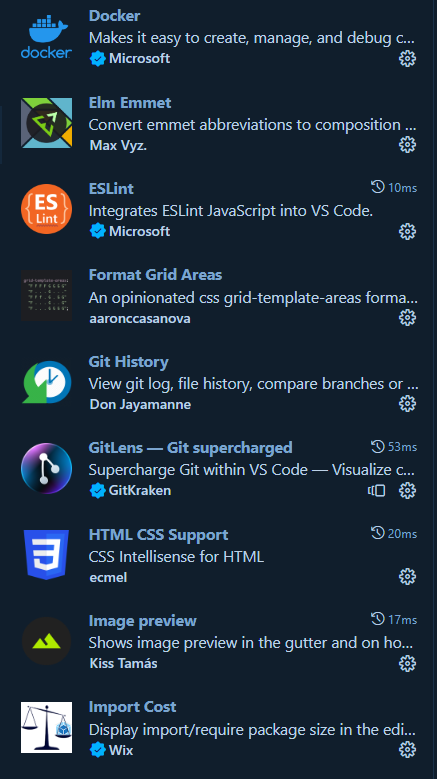 Docker
Makes it easy to create, manage, and debug c...
docker
Microsoft
Elm Emmet
Convert emmet abbreviations to composition ...
Max Vyz.
ESLint 10ms
ES
Lint
Integrates ESLint JavaScript into VS Code.
Microsoft
Format Grid Areas
grid-template-areas
An opinionated css grid-template-areas forma...
aaronccasanova
Git History
View git log, file history, compare branches or ...
Don Jayamanne
GitLens — Git supercharged 53ms
Supercharge Git within VS Code — Visualize c...
GitKraken
HTML CSS Support 20ms
CSS Intellisense for HTML
ecmel
Image preview 17ms
Shows image preview in the gutter and on ho...
Kiss Tamás
Import Cost
Display import/require package size in the edi...
Wix